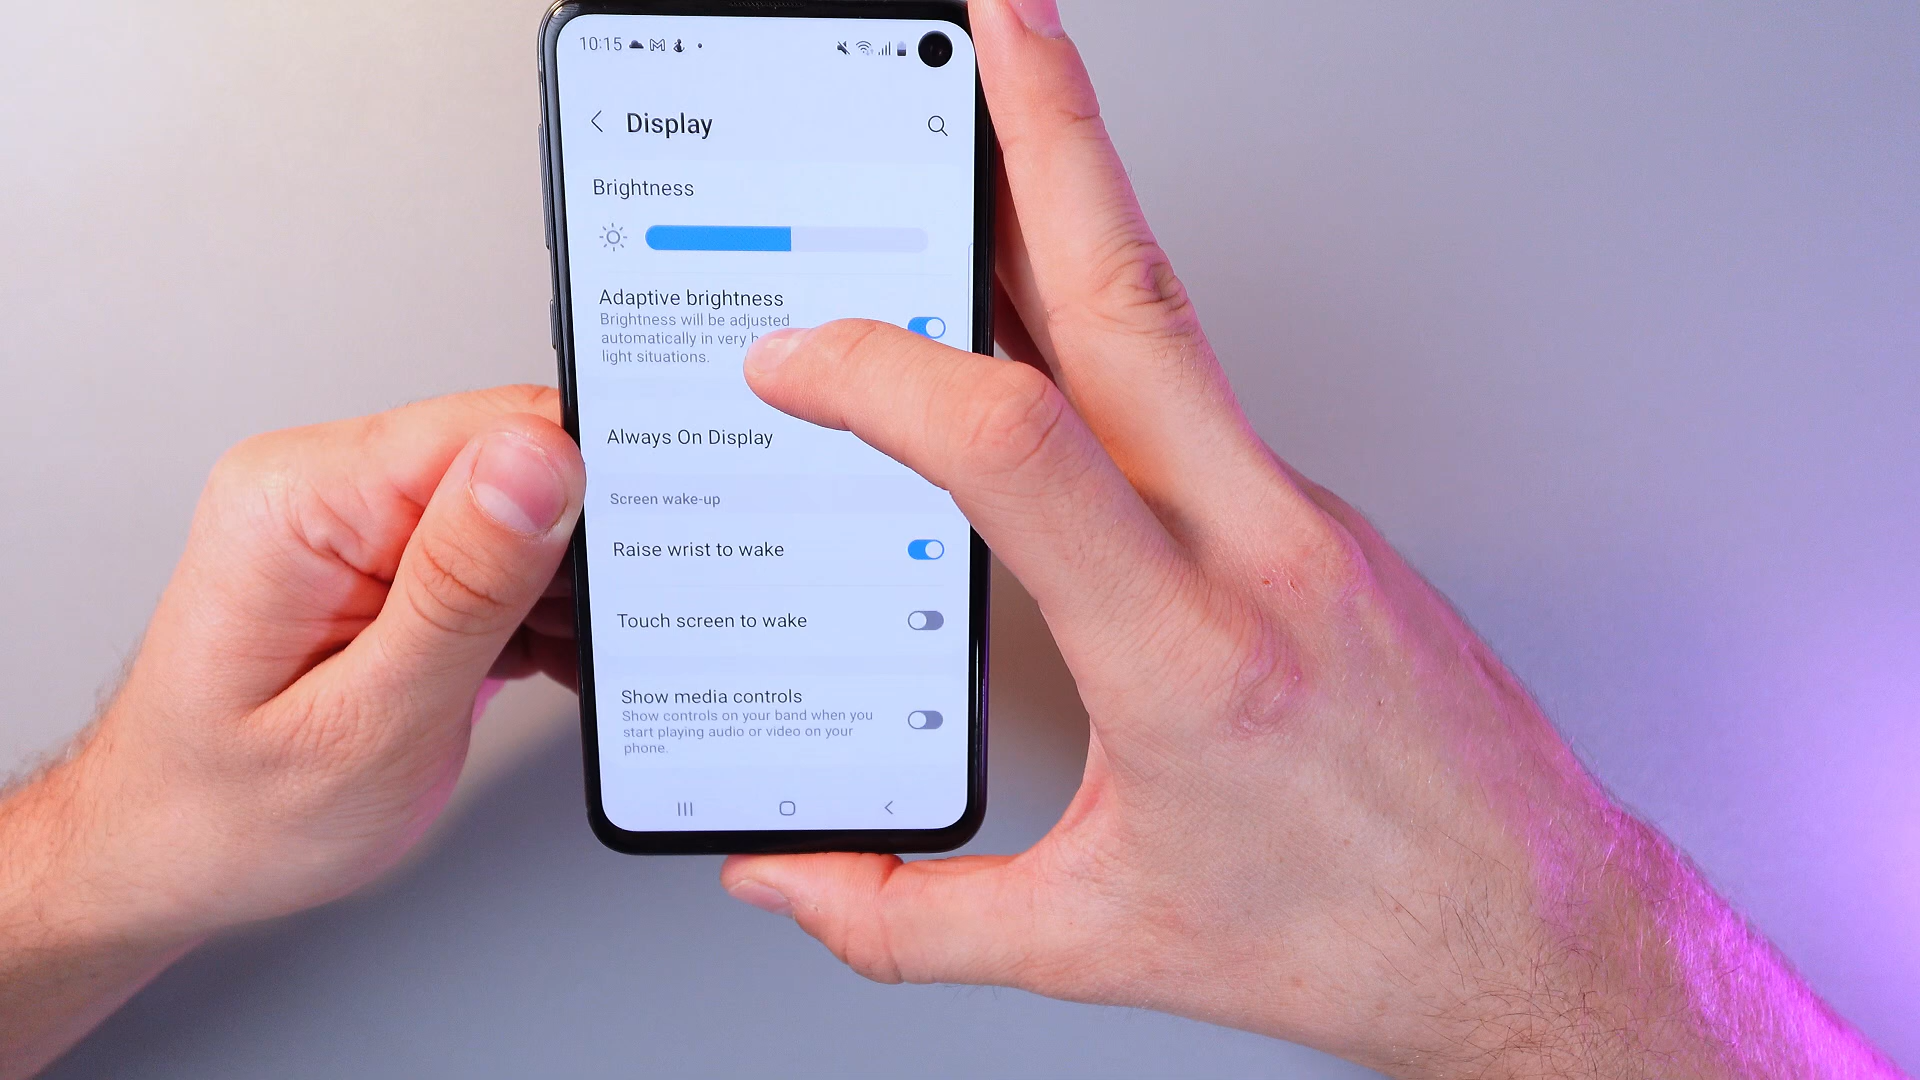 10:15
Display
Brightness
Adaptive brightness
Brightness will be adjusted
automatically in very
light situations.
Always On Display
Screen wake-up
Raise wrist to wake
Touch screen to wake
Show media controls
Show controls on your band when you
start playing audio or video on your
phone.